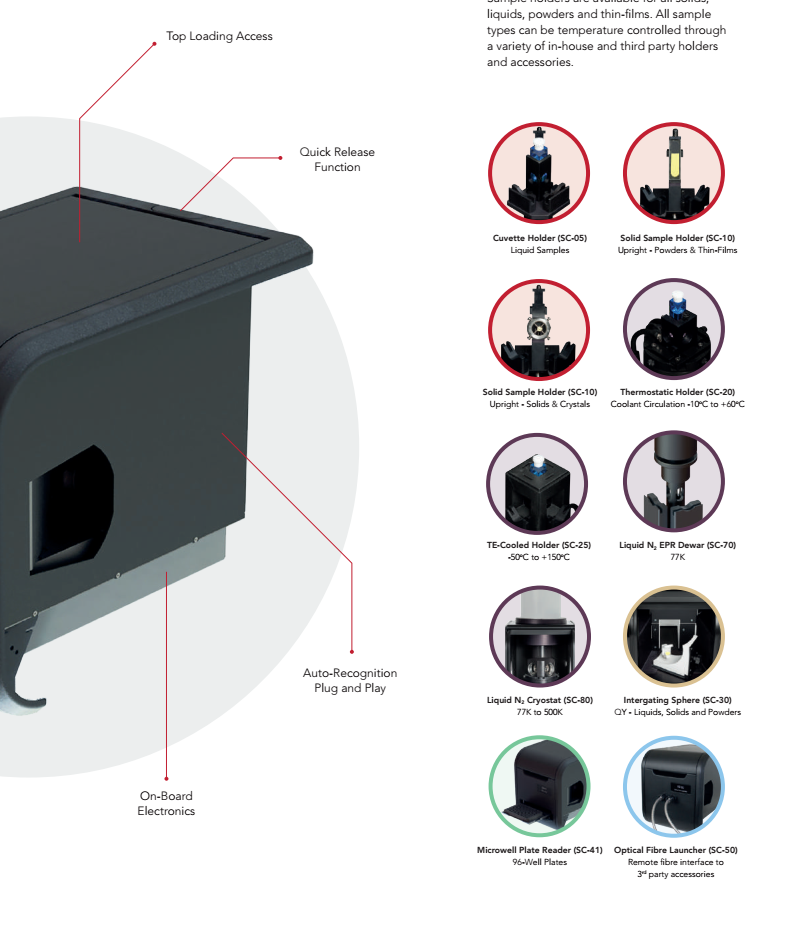 Sample holders are available for all solids,
liquids, powders and thin-films. All sample
types can be temperature controlled through
a variety of in-house and third party holders
and accessories.
Top Loading Access
Quick Release
Function
Auto-Recognition
Plug and Play
On-Board
Electronics
Cuvette Holder (SC-05)
Liquid Samples
Solid Sample Holder (SC-10)
Upright - Powders & Thin-Films
Solid Sample Holder (SC-10)
Upright - Solids & Crystals
Thermostatic Holder (SC-20)
Coolant Circulation -10ºC to +60ºC
TE-Cooled Holder (SC-25)
-50ºC to +150ºC
Liquid N₂ EPR Dewar (SC-70)
77K
Liquid N₂ Cryostat (SC-80)
77K to 500K
Intergating Sphere (SC-30)
QY - Liquids, Solids and Powders
Microwell Plate Reader (SC-41)
96-Well Plates
Optical Fibre Launcher (SC-50)
Remote fibre interface to
3rd party accessories